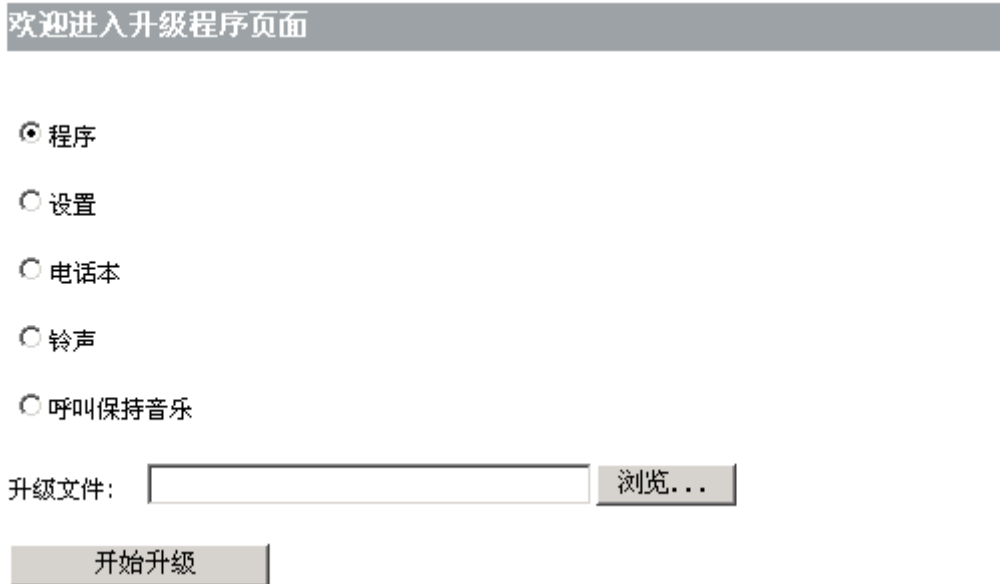 欢迎进入升级程序页面
程序
设置
电话本
铃声
呼叫保持音乐
升级文件: 浏览...
开始升级